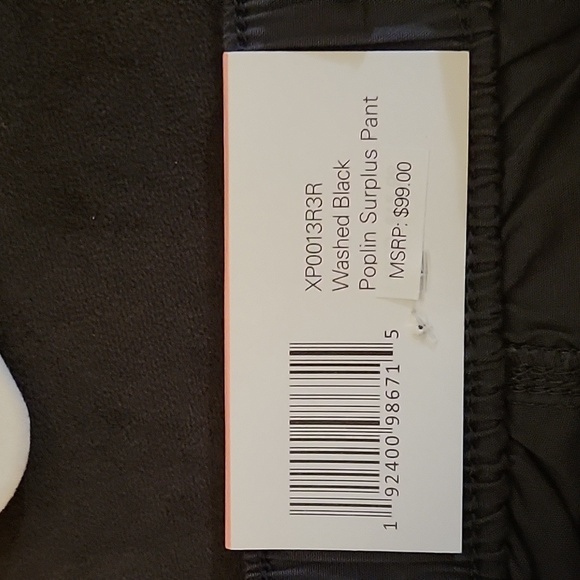 XP0013R3R
Washed Black
Poplin Surplus Pant
MSRP: $99.00
1 92400 98671 5